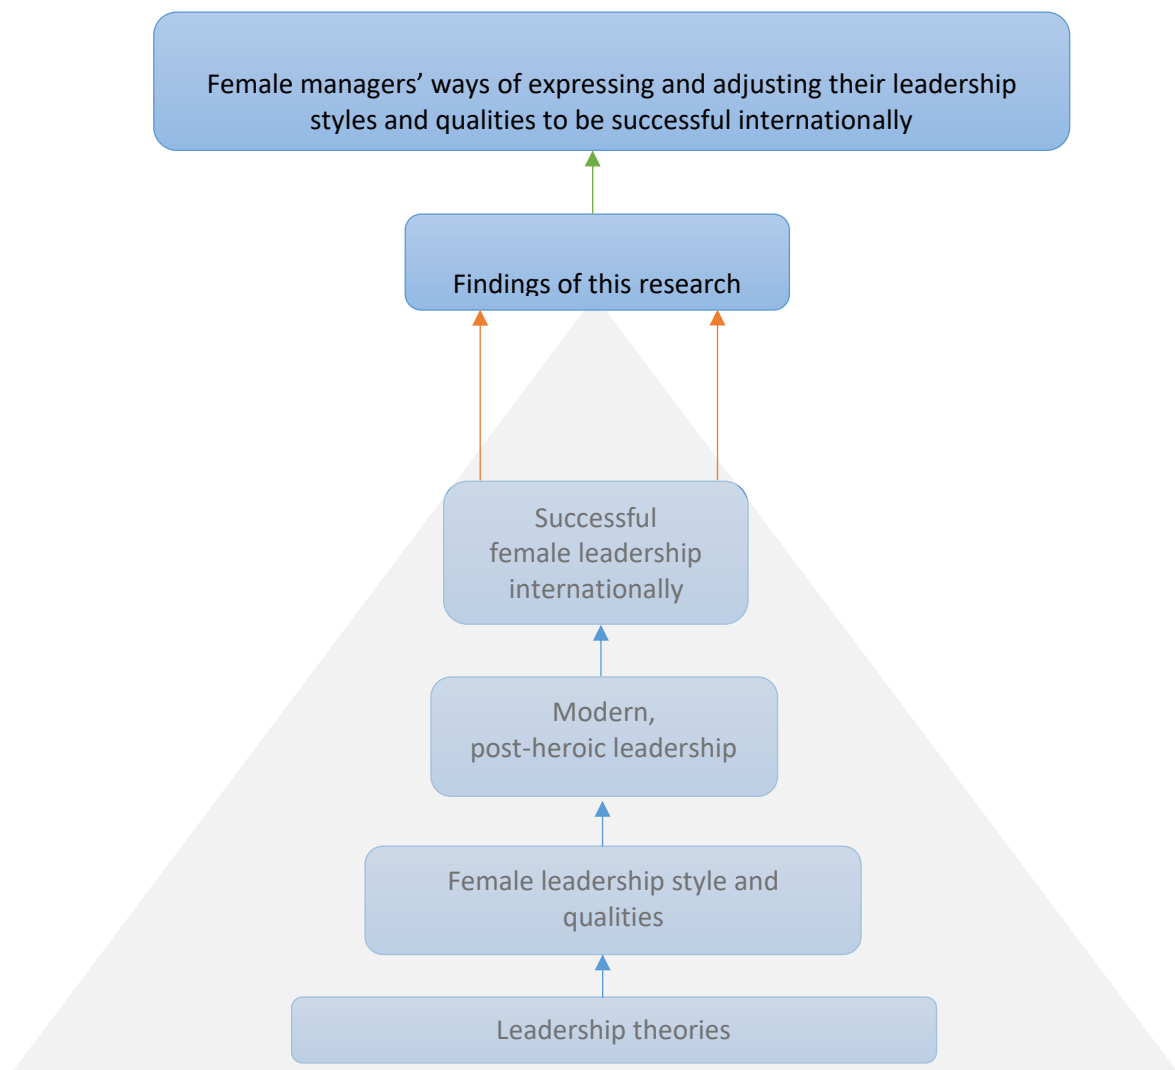 Female managers’ ways of expressing and adjusting their leadership
styles and qualities to be successful internationally
Findings of this research
Successful
female leadership
internationally
Modern,
post-heroic leadership
Female leadership style and
qualities
Leadership theories